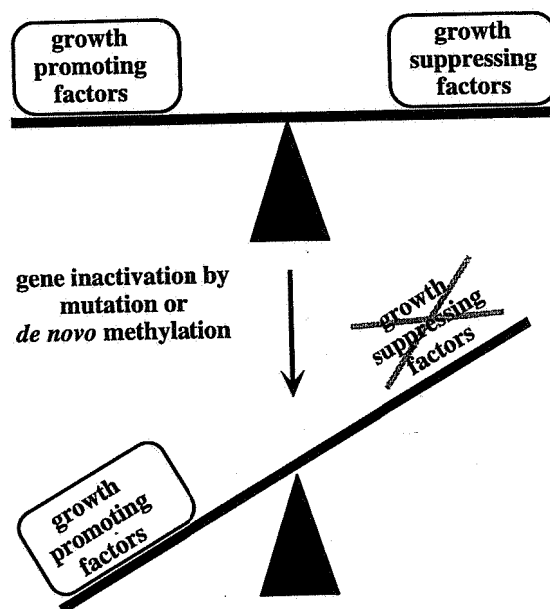 growth
promoting
factors
growth
suppressing
factors
gene inactivation by
mutation or
de novo methylation
growth
suppressing
factors
growth
promoting
factors